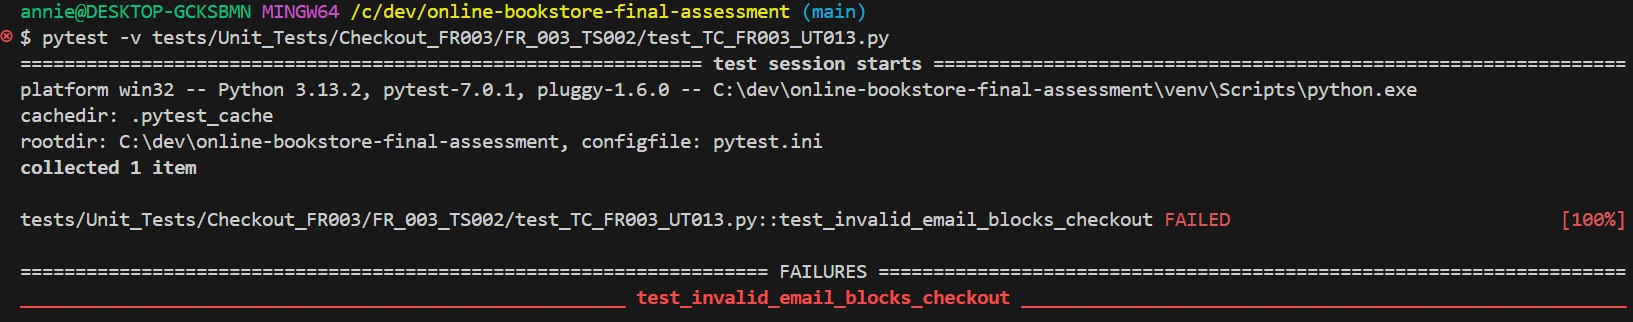 annie@DESKTOP-GCKSBMN MINGW64 /c/dev/online-bookstore-final-assessment (main)
$ pytest -v tests/Unit_Tests/Checkout_FR003/FR_003_TS002/test_TC_FR003_UT013.py
============================================================== test session starts ===============================================================
platform win32 -- Python 3.13.2, pytest-7.0.1, pluggy-1.6.0 -- C:\dev\online-bookstore-final-assessment\venv\Scripts\python.exe
cachedir: .pytest_cache
rootdir: C:\dev\online-bookstore-final-assessment, configfile: pytest.ini
collected 1 item
tests/Unit_Tests/Checkout_FR003/FR_003_TS002/test_TC_FR003_UT013.py::test_invalid_email_blocks_checkout FAILED [100%]
==================================================================== FAILURES ====================================================================
_______________________________________________________ test_invalid_email_blocks_checkout _______________________________________________________